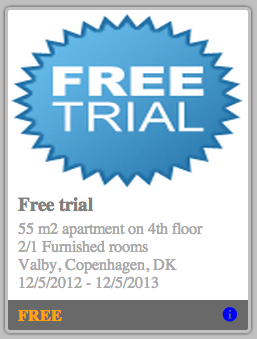 FREE
TRIAL
Free trial
55 m2 apartment on 4th floor
2/1 Furnished rooms
Valby, Copenhagen, DK
12/5/2012 - 12/5/2013
FREE
i